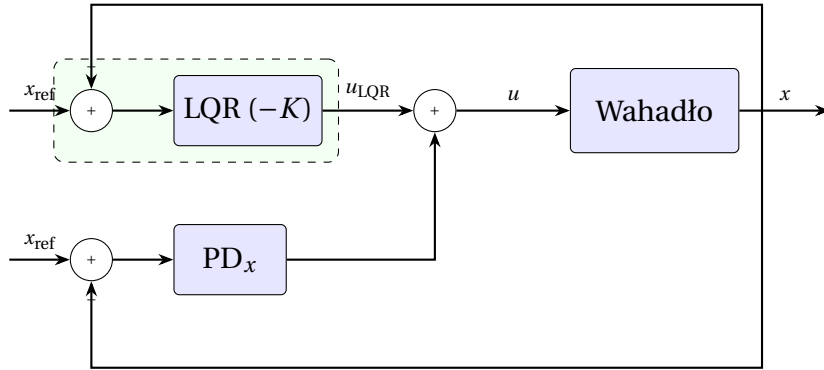 −
x_ref + LQR (−K) u_LQR + u Wahadło x
x_ref + PD_x
−